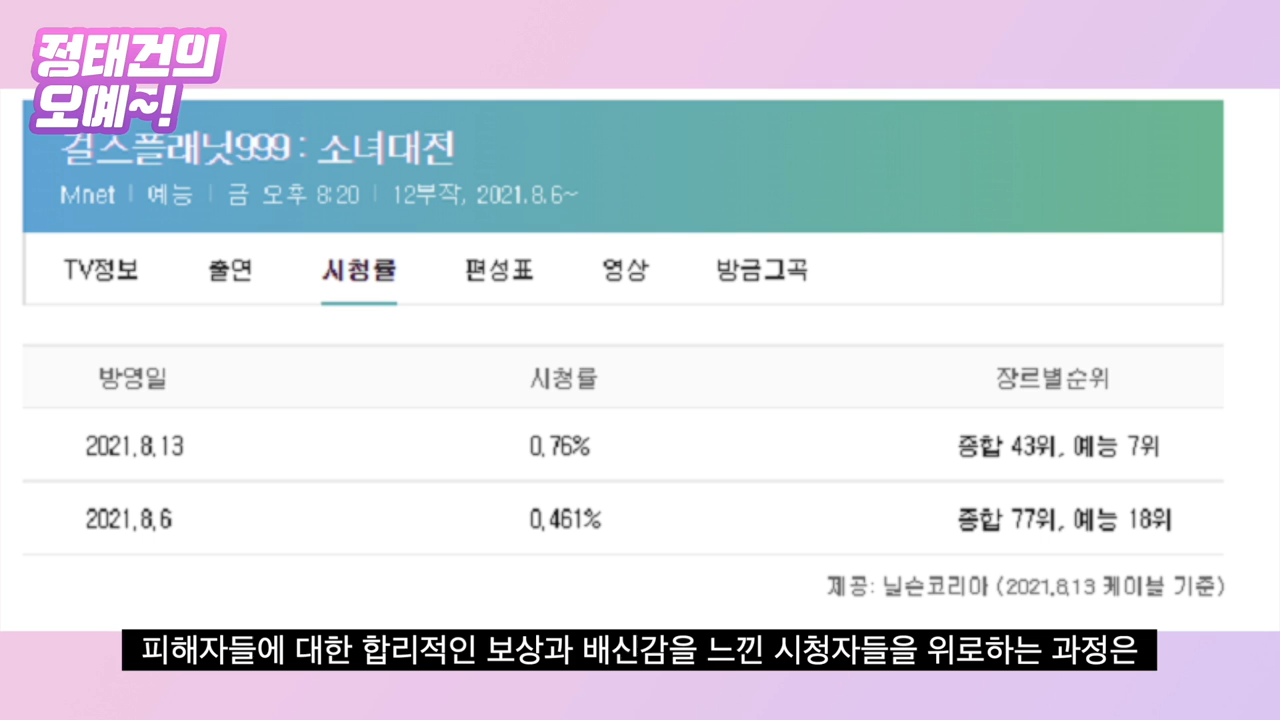 정태건의
오예~!
걸스플래닛999 : 소녀대전
Mnet | 예능 | 금 오후 8:20 | 12부작, 2021.8.6~
TV정보 출연 시청률 편성표 영상 방금그곡
방영일 시청률 장르별순위
2021.8.13 0.76% 종합 43위, 예능 7위
2021.8.6 0.461% 종합 77위, 예능 18위
제공: 닐슨코리아 (2021.8.13 케이블 기준)
피해자들에 대한 합리적인 보상과 배신감을 느낀 시청자들을 위로하는 과정은